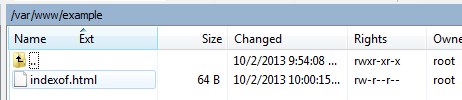 /var/www/example
Name Ext Size Changed Rights Owne
.. 10/2/2013 9:54:08 ... rwxr-xr-x root
indexof.html 64 B 10/2/2013 10:00:15... rw-r--r-- root